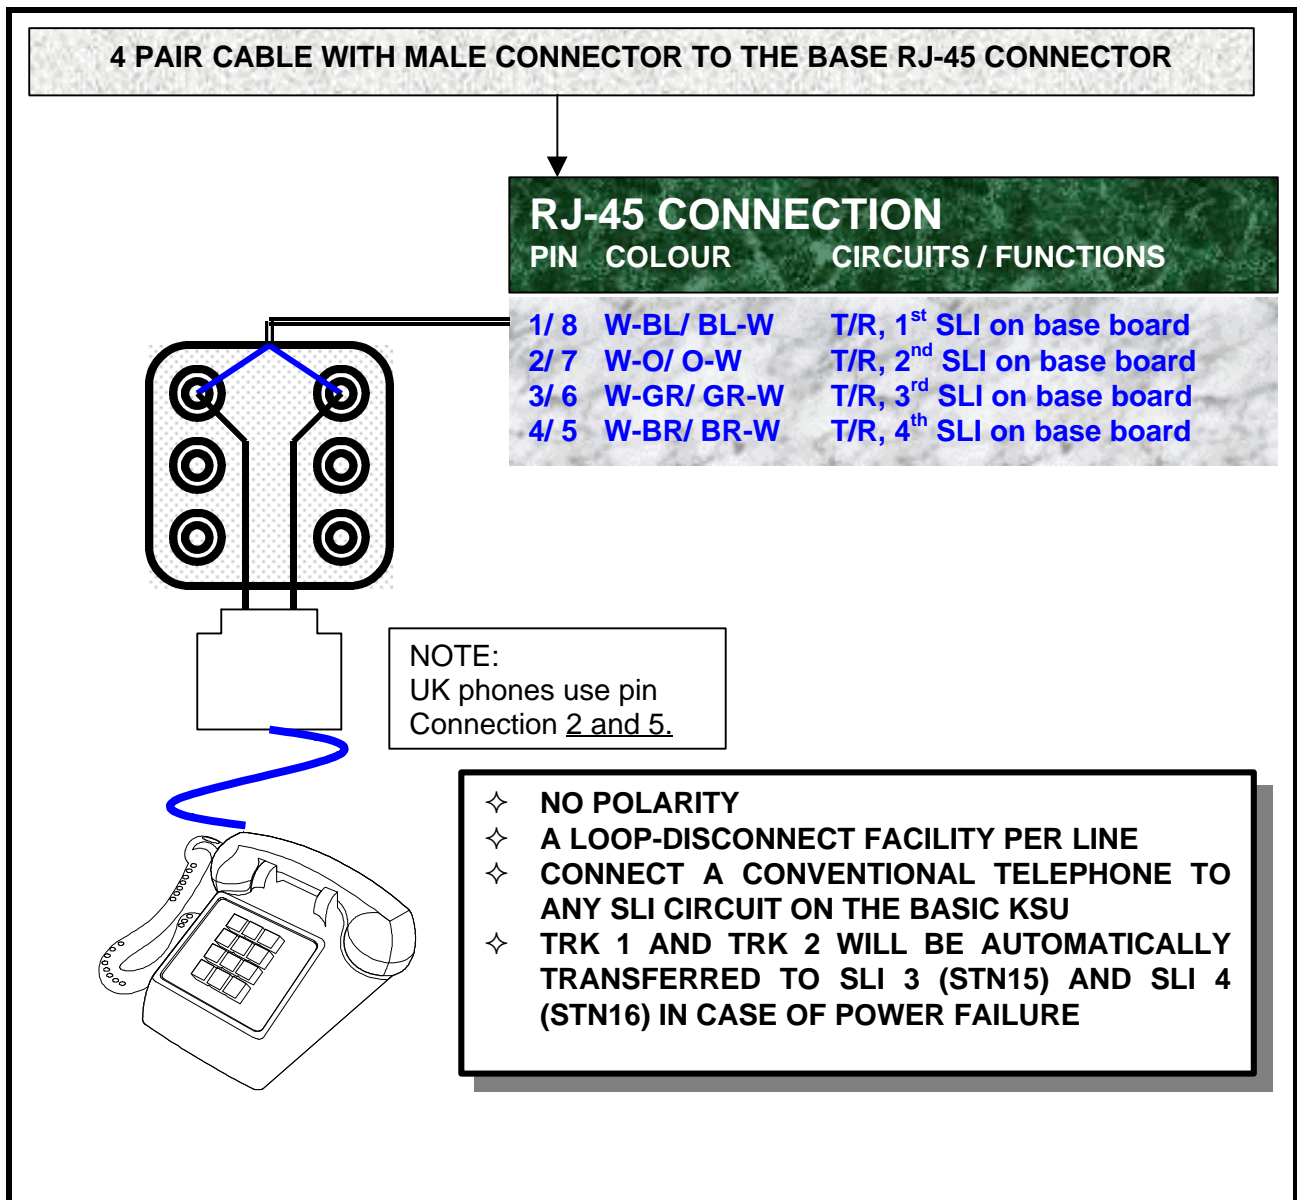 4 PAIR CABLE WITH MALE CONNECTOR TO THE BASE RJ-45 CONNECTOR
RJ-45 CONNECTION
PIN COLOUR CIRCUITS / FUNCTIONS
1/ 8 W-BL/ BL-W T/R, 1st SLI on base board
2/ 7 W-O/ O-W T/R, 2nd SLI on base board
3/ 6 W-GR/ GR-W T/R, 3rd SLI on base board
4/ 5 W-BR/ BR-W T/R, 4th SLI on base board
NOTE:
UK phones use pin
Connection 2 and 5.
✧ NO POLARITY
✧ A LOOP-DISCONNECT FACILITY PER LINE
✧ CONNECT A CONVENTIONAL TELEPHONE TO
ANY SLI CIRCUIT ON THE BASIC KSU
✧ TRK 1 AND TRK 2 WILL BE AUTOMATICALLY
TRANSFERRED TO SLI 3 (STN15) AND SLI 4
(STN16) IN CASE OF POWER FAILURE